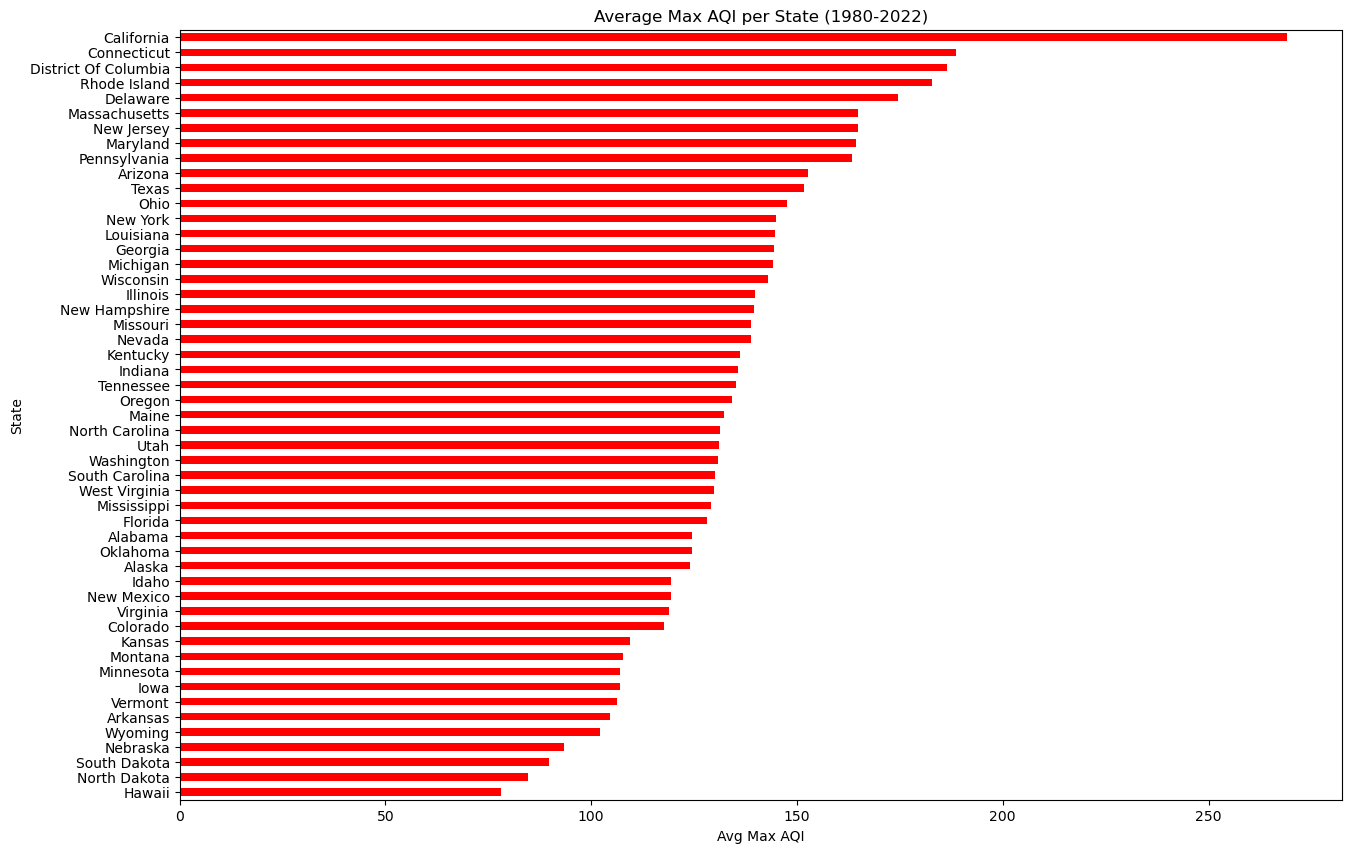 Average Max AQI per State (1980-2022)
California
Connecticut
District Of Columbia
Rhode Island
Delaware
Massachusetts
New Jersey
Maryland
Pennsylvania
Arizona
Texas
Ohio
New York
Louisiana
Georgia
Michigan
Wisconsin
Illinois
New Hampshire
Missouri
Nevada
Kentucky
Indiana
Tennessee
Oregon
Maine
North Carolina
Utah
Washington
South Carolina
West Virginia
Mississippi
Florida
Alabama
Oklahoma
Alaska
Idaho
New Mexico
Virginia
Colorado
Kansas
Montana
Minnesota
Iowa
Vermont
Arkansas
Wyoming
Nebraska
South Dakota
North Dakota
Hawaii
State
0 50 100 150 200 250
Avg Max AQI